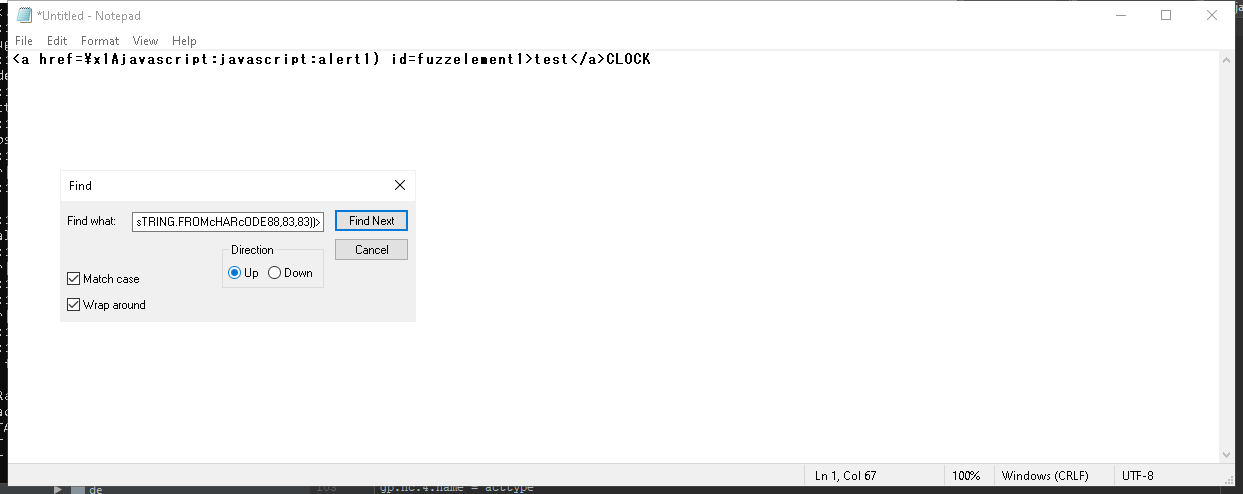 *Untitled - Notepad
File Edit Format View Help
<a href=¥x1Ajavascript:javascript:alert1) id=fuzzelement1>test</a>CLOCK
Find
Find what: sTRING.FROMcHARcODE88,83,83))> Find Next
Direction Cancel
Up Down
Match case
Wrap around
Ln 1, Col 67 100% Windows (CRLF) UTF-8
de gp.nc.4.name = acctype